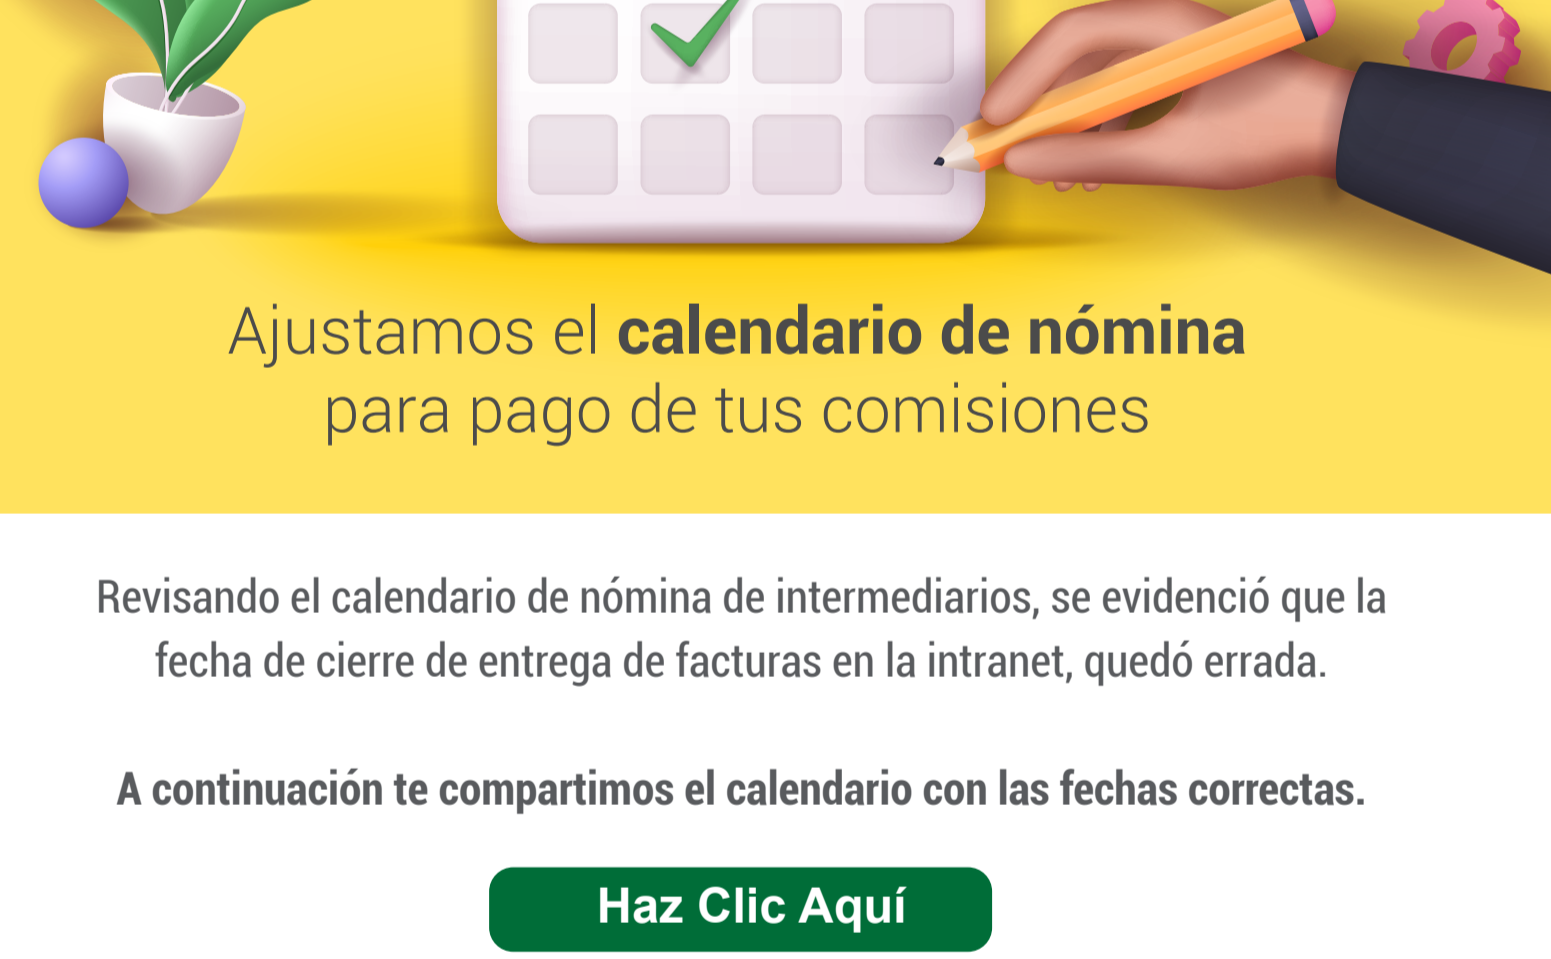 Ajustamos el calendario de nómina
para pago de tus comisiones
Revisando el calendario de nómina de intermediarios, se evidenció que la
fecha de cierre de entrega de facturas en la intranet, quedó errada.
A continuación te compartimos el calendario con las fechas correctas.
Haz Clic Aquí